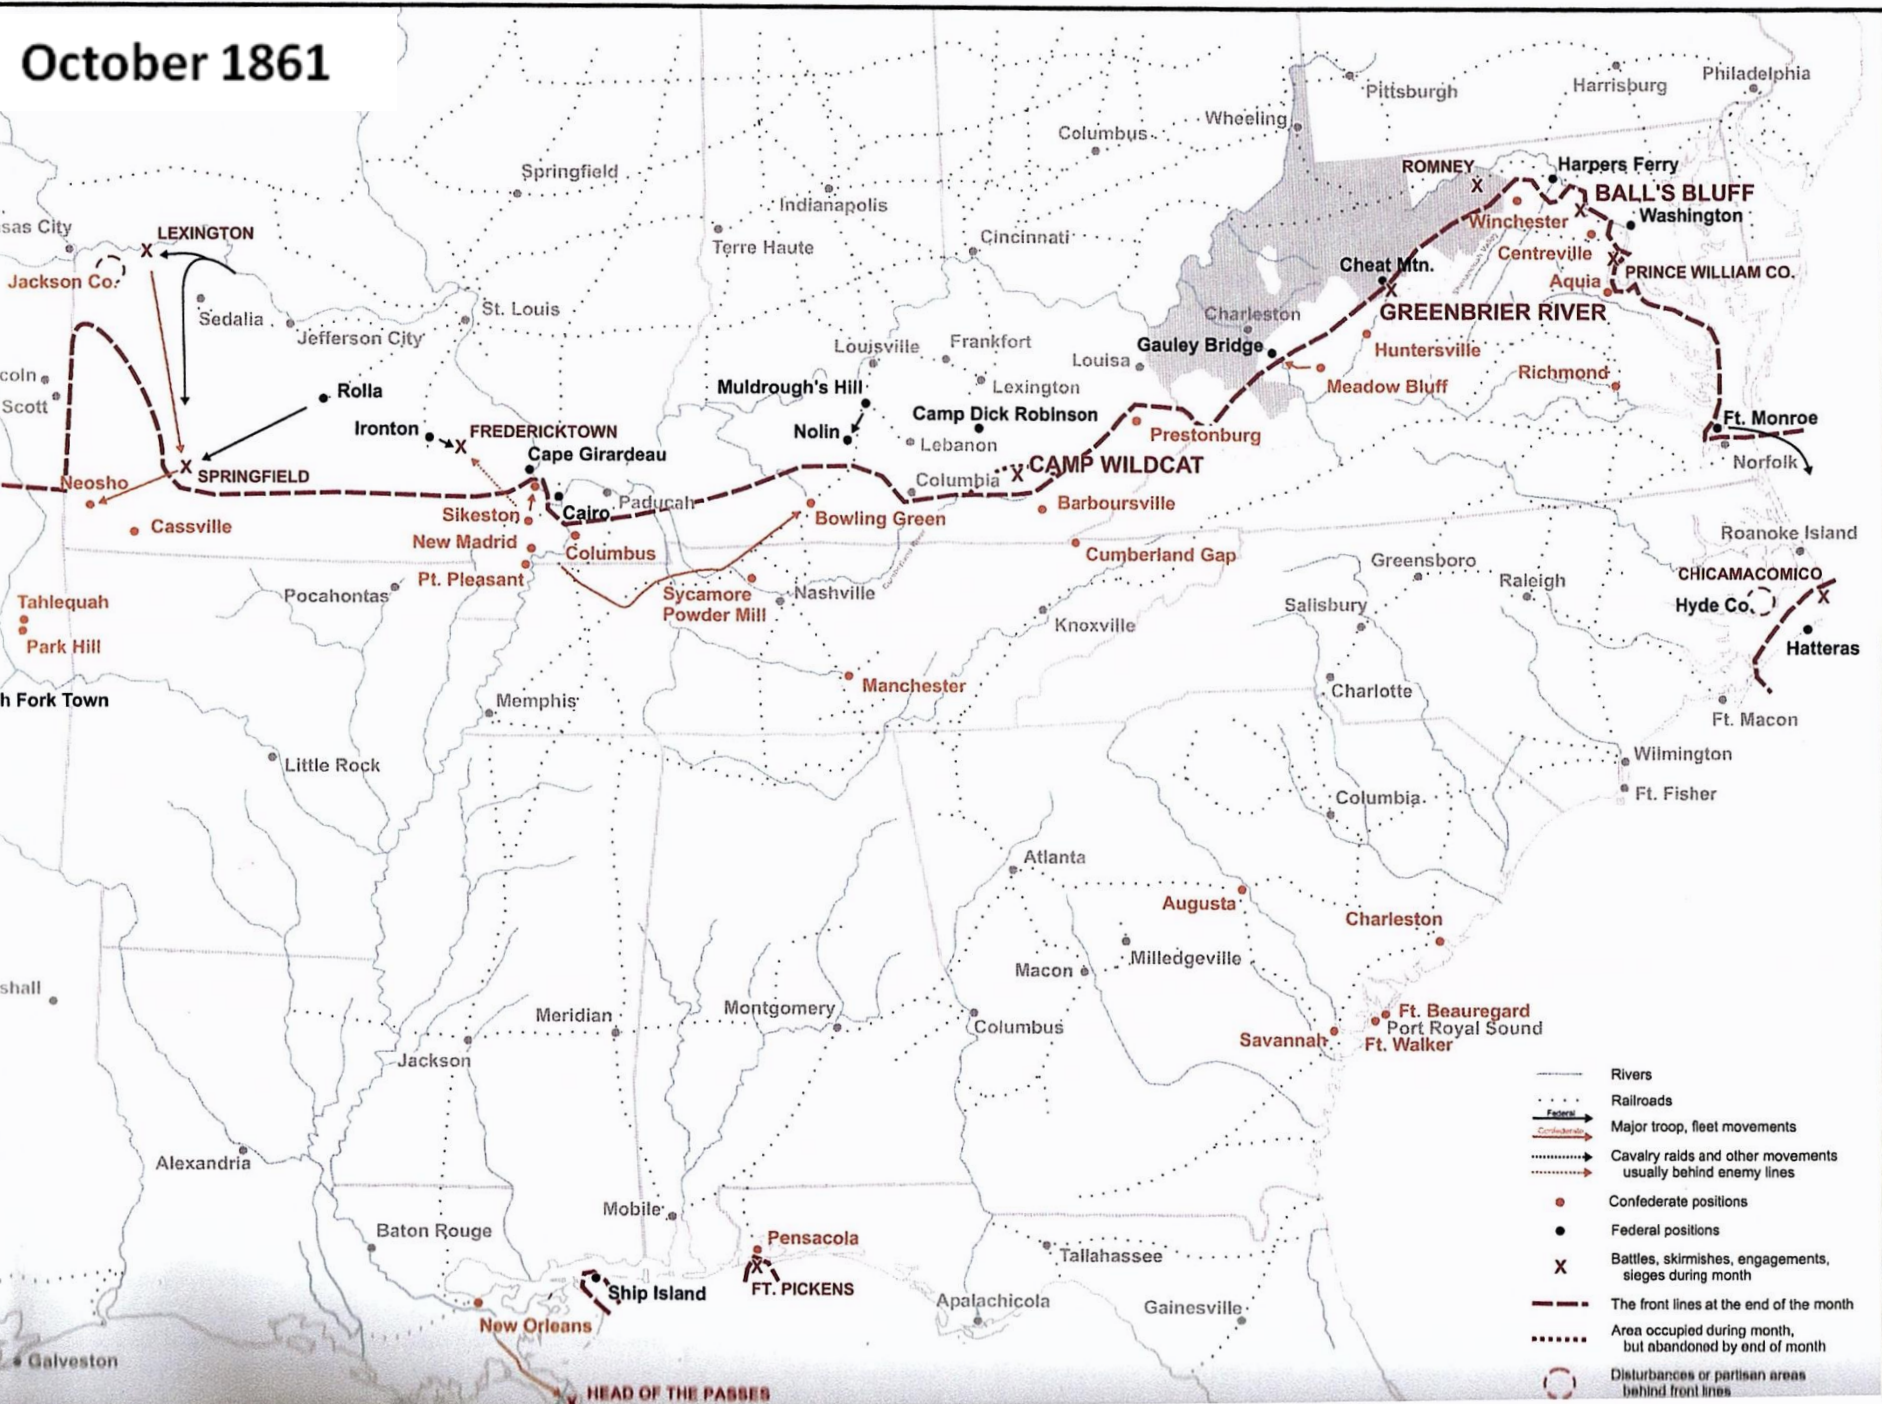 October 1861
Philadelphia
Pittsburgh
Harrisburg
Wheeling
Columbus
ROMNEY
Harpers Ferry
Springfield
BALL'S BLUFF
Indianapolis
Winchester
Washington
sas City
LEXINGTON
Cincinnati
Terre Haute
Centreville
Cheat Mtn.
PRINCE WILLIAM CO.
Jackson Co.
Aquia
St. Louis
Sedalia
Charleston
GREENBRIER RIVER
Jefferson City
Louisville
Frankfort
Gauley Bridge
Huntersville
Louisa
coln
Richmond
Muldrough's Hill
Lexington
Meadow Bluff
Rolla
Scott
Camp Dick Robinson
Ft. Monroe
Ironton
FREDERICKTOWN
Nolin
Prestonburg
Lebanon
Cape Girardeau
CAMP WILDCAT
Norfolk
SPRINGFIELD
Columbia
Neosho
Paducah
Barboursville
Cairo
Sikeston
Bowling Green
Cassville
Roanoke Island
New Madrid
Columbus
Cumberland Gap
Greensboro
CHICAMACOMICO
Pt. Pleasant
Raleigh
Pocahontas
Sycamore
Powder Mill
Nashville
Tahlequah
Salisbury
Hyde Co.
Knoxville
Park Hill
Hatteras
Manchester
Charlotte
h Fork Town
Memphis
Ft. Macon
Wilmington
Little Rock
Ft. Fisher
Columbia
Atlanta
Augusta
Charleston
Milledgeville
Macon
shall
Montgomery
Ft. Beauregard
Meridian
Columbus
Port Royal Sound
Savannah
Ft. Walker
Jackson
Rivers
Railroads
Federal
Major troop, fleet movements
Confederate
Cavalry raids and other movements
usually behind enemy lines
Alexandria
Confederate positions
Mobile
Federal positions
Baton Rouge
Pensacola
Tallahassee
Battles, skirmishes, engagements,
sieges during month
FT. PICKENS
Ship Island
Apalachicola
Gainesville
The front lines at the end of the month
New Orleans
Area occupied during month,
but abandoned by end of month
Galveston
Disturbances or partisan areas
behind front lines
HEAD OF THE PASSES